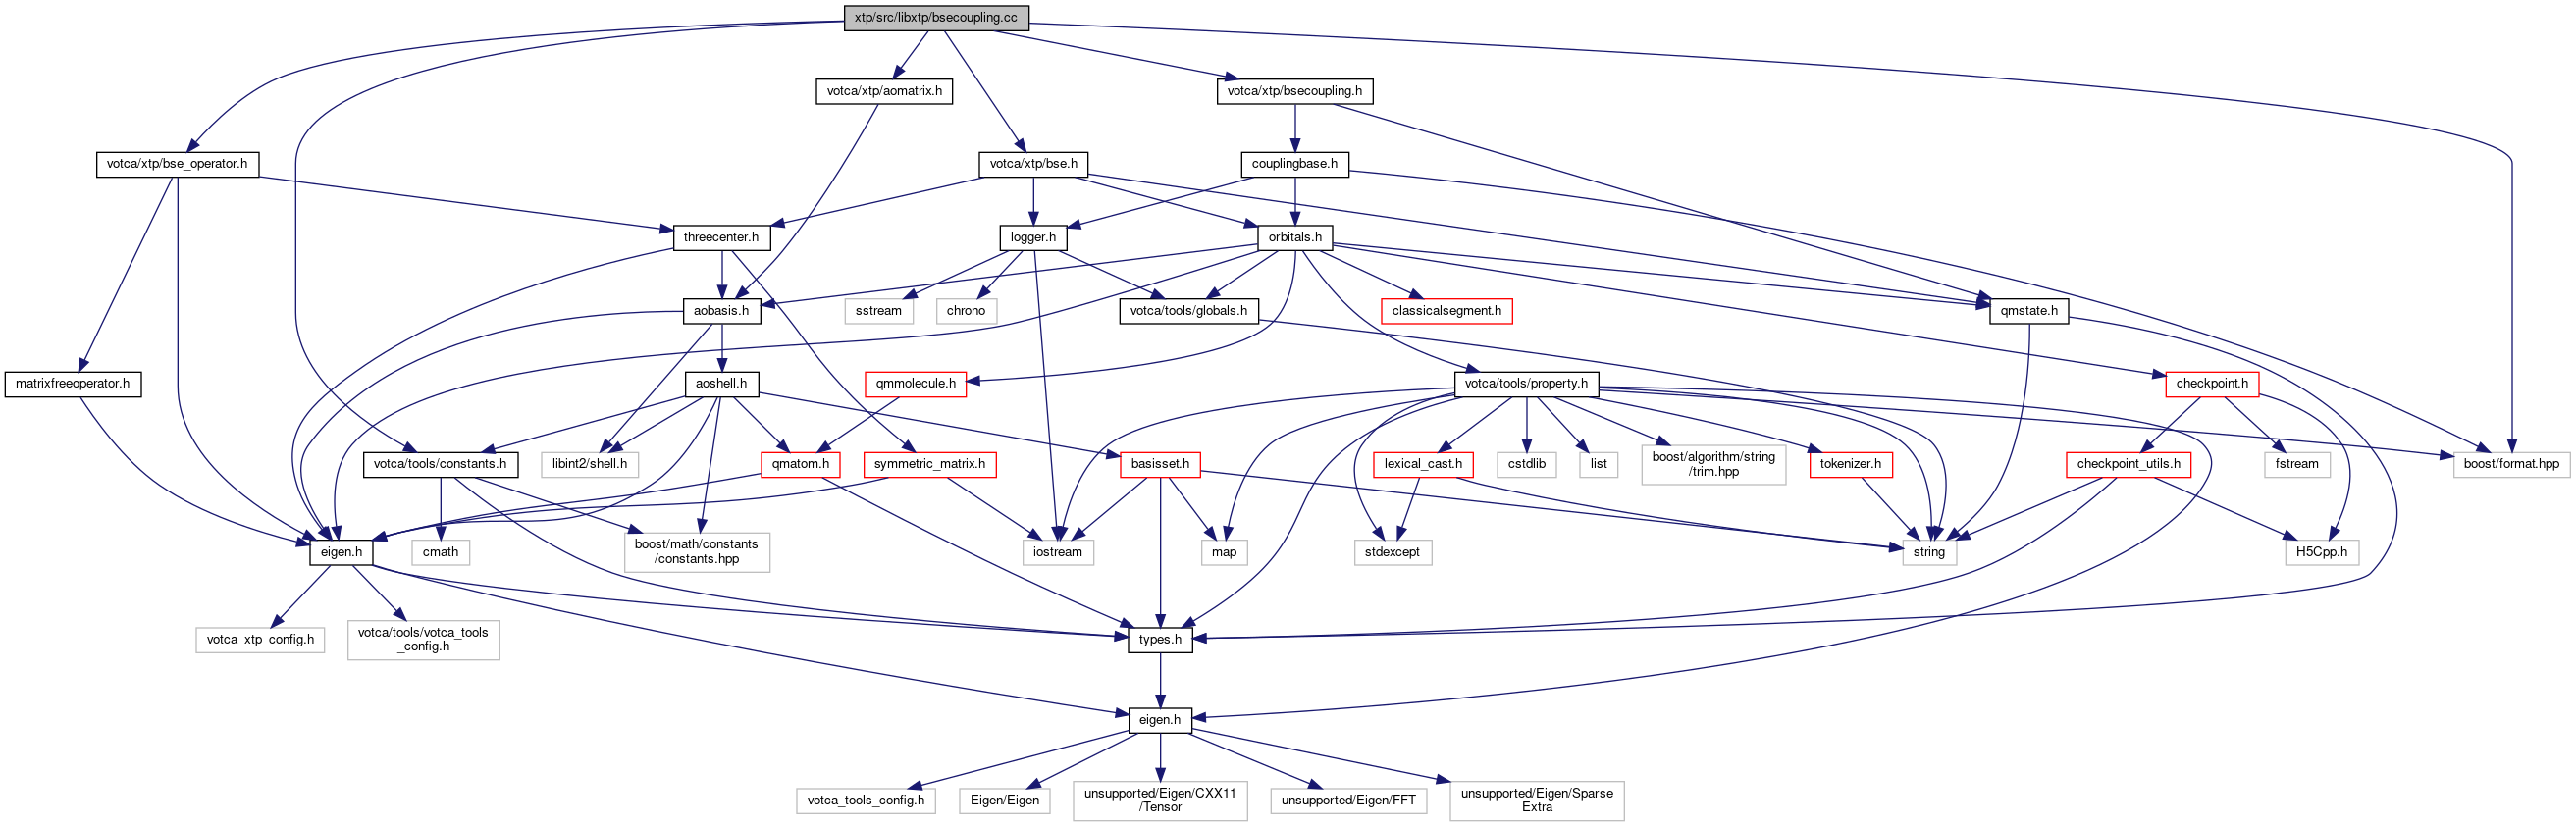 xtp/src/libxtp/bsecoupling.cc
votca/xtp/aomatrix.h
votca/xtp/bsecoupling.h
votca/xtp/bse_operator.h
votca/xtp/bse.h
couplingbase.h
threecenter.h
logger.h
orbitals.h
aobasis.h
sstream
chrono
votca/tools/globals.h
classicalsegment.h
qmstate.h
matrixfreeoperator.h
aoshell.h
qmmolecule.h
votca/tools/property.h
checkpoint.h
votca/tools/constants.h
libint2/shell.h
qmatom.h
symmetric_matrix.h
basisset.h
lexical_cast.h
cstdlib
list
boost/algorithm/string
/trim.hpp
tokenizer.h
checkpoint_utils.h
fstream
boost/format.hpp
eigen.h
cmath
boost/math/constants
/constants.hpp
iostream
map
stdexcept
string
H5Cpp.h
votca_xtp_config.h
votca/tools/votca_tools
_config.h
types.h
eigen.h
votca_tools_config.h
Eigen/Eigen
unsupported/Eigen/CXX11
/Tensor
unsupported/Eigen/FFT
unsupported/Eigen/Sparse
Extra